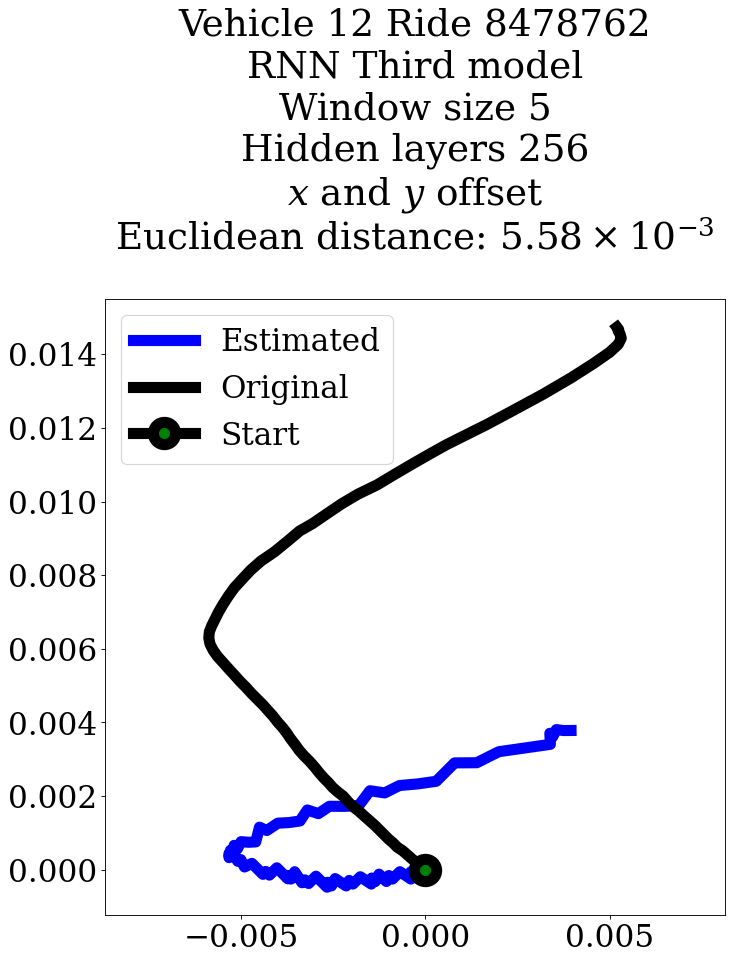 Vehicle 12 Ride 8478762
RNN Third model
Window size 5
Hidden layers 256
x and y offset
Euclidean distance: 5.58 × 10⁻³
Estimated
Original
Start
0.014
0.012
0.010
0.008
0.006
0.004
0.002
0.000
−0.005 0.000 0.005